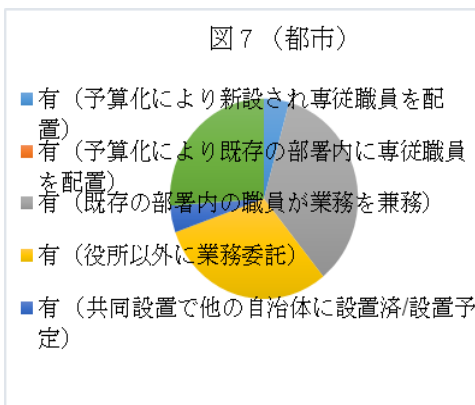 図７（都市）
有（予算化により新設され専従職員を配
置）
有（予算化により既存の部署内に専従職員
を配置）
有（既存の部署内の職員が業務を兼務）
有（役所以外に業務委託）
有（共同設置で他の自治体に設置済/設置予
定）